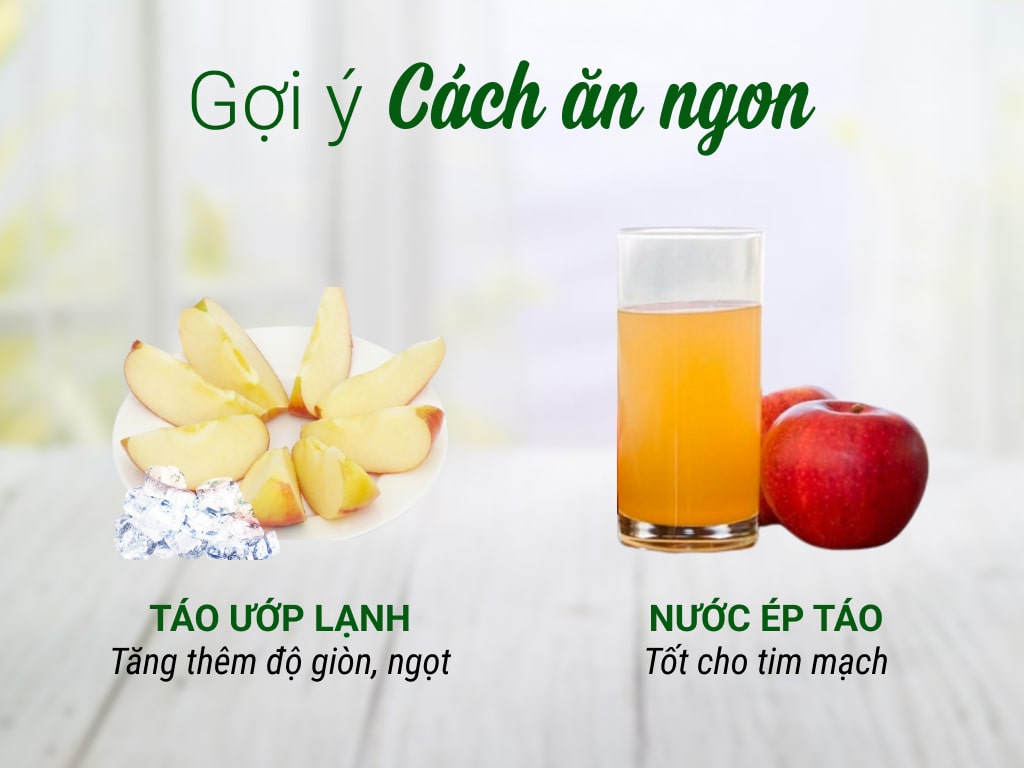 Gợi ý Cách ăn ngon
TÁO ƯỚP LẠNH
Tăng thêm độ giòn, ngọt
NƯỚC ÉP TÁO
Tốt cho tim mạch